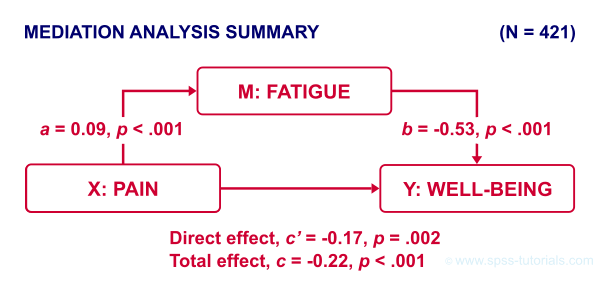 MEDIATION ANALYSIS SUMMARY (N = 421)
M: FATIGUE
a = 0.09, p < .001 b = -0.53, p < .001
X: PAIN Y: WELL-BEING
Direct effect, c’ = -0.17, p = .002
Total effect, c = -0.22, p < .001
©www.spss-tutorials.com